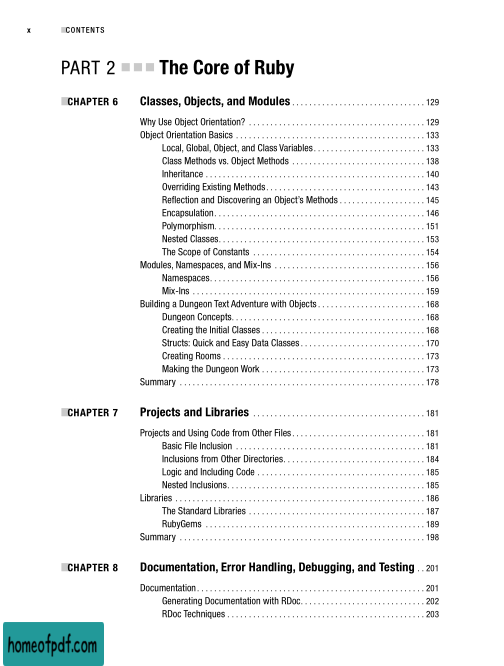 x ■CONTENTS
PART 2 ■ ■ ■ The Core of Ruby
■CHAPTER 6 Classes, Objects, and Modules . . . . . . . . . . . . . . . . . . . . . . . . . . . . . . . 129
Why Use Object Orientation? . . . . . . . . . . . . . . . . . . . . . . . . . . . . . . . . . . . . . . . . . 129
Object Orientation Basics . . . . . . . . . . . . . . . . . . . . . . . . . . . . . . . . . . . . . . . . . . . . 133
Local, Global, Object, and Class Variables. . . . . . . . . . . . . . . . . . . . . . . . . . 133
Class Methods vs. Object Methods . . . . . . . . . . . . . . . . . . . . . . . . . . . . . . . 138
Inheritance . . . . . . . . . . . . . . . . . . . . . . . . . . . . . . . . . . . . . . . . . . . . . . . . . . . 140
Overriding Existing Methods. . . . . . . . . . . . . . . . . . . . . . . . . . . . . . . . . . . . . 143
Reflection and Discovering an Object's Methods . . . . . . . . . . . . . . . . . . . . 145
Encapsulation. . . . . . . . . . . . . . . . . . . . . . . . . . . . . . . . . . . . . . . . . . . . . . . . . 146
Polymorphism. . . . . . . . . . . . . . . . . . . . . . . . . . . . . . . . . . . . . . . . . . . . . . . . . 151
Nested Classes. . . . . . . . . . . . . . . . . . . . . . . . . . . . . . . . . . . . . . . . . . . . . . . . 153
The Scope of Constants . . . . . . . . . . . . . . . . . . . . . . . . . . . . . . . . . . . . . . . . 154
Modules, Namespaces, and Mix-Ins . . . . . . . . . . . . . . . . . . . . . . . . . . . . . . . . . . . 156
Namespaces. . . . . . . . . . . . . . . . . . . . . . . . . . . . . . . . . . . . . . . . . . . . . . . . . . 156
Mix-Ins . . . . . . . . . . . . . . . . . . . . . . . . . . . . . . . . . . . . . . . . . . . . . . . . . . . . . . 159
Building a Dungeon Text Adventure with Objects . . . . . . . . . . . . . . . . . . . . . . . . . 168
Dungeon Concepts. . . . . . . . . . . . . . . . . . . . . . . . . . . . . . . . . . . . . . . . . . . . . 168
Creating the Initial Classes . . . . . . . . . . . . . . . . . . . . . . . . . . . . . . . . . . . . . . 168
Structs: Quick and Easy Data Classes . . . . . . . . . . . . . . . . . . . . . . . . . . . . . 170
Creating Rooms . . . . . . . . . . . . . . . . . . . . . . . . . . . . . . . . . . . . . . . . . . . . . . . 173
Making the Dungeon Work . . . . . . . . . . . . . . . . . . . . . . . . . . . . . . . . . . . . . . 173
Summary . . . . . . . . . . . . . . . . . . . . . . . . . . . . . . . . . . . . . . . . . . . . . . . . . . . . . . . . . 178
■CHAPTER 7 Projects and Libraries . . . . . . . . . . . . . . . . . . . . . . . . . . . . . . . . . . . . . . . . 181
Projects and Using Code from Other Files. . . . . . . . . . . . . . . . . . . . . . . . . . . . . . . 181
Basic File Inclusion . . . . . . . . . . . . . . . . . . . . . . . . . . . . . . . . . . . . . . . . . . . . 181
Inclusions from Other Directories. . . . . . . . . . . . . . . . . . . . . . . . . . . . . . . . . 184
Logic and Including Code . . . . . . . . . . . . . . . . . . . . . . . . . . . . . . . . . . . . . . . 185
Nested Inclusions. . . . . . . . . . . . . . . . . . . . . . . . . . . . . . . . . . . . . . . . . . . . . . 185
Libraries . . . . . . . . . . . . . . . . . . . . . . . . . . . . . . . . . . . . . . . . . . . . . . . . . . . . . . . . . . 186
The Standard Libraries . . . . . . . . . . . . . . . . . . . . . . . . . . . . . . . . . . . . . . . . . 187
RubyGems . . . . . . . . . . . . . . . . . . . . . . . . . . . . . . . . . . . . . . . . . . . . . . . . . . . 189
Summary . . . . . . . . . . . . . . . . . . . . . . . . . . . . . . . . . . . . . . . . . . . . . . . . . . . . . . . . . 198
■CHAPTER 8 Documentation, Error Handling, Debugging, and Testing . . 201
Documentation. . . . . . . . . . . . . . . . . . . . . . . . . . . . . . . . . . . . . . . . . . . . . . . . . . . . . 201
Generating Documentation with RDoc. . . . . . . . . . . . . . . . . . . . . . . . . . . . . 202
RDoc Techniques . . . . . . . . . . . . . . . . . . . . . . . . . . . . . . . . . . . . . . . . . . . . . . 203
homeofpdf.com